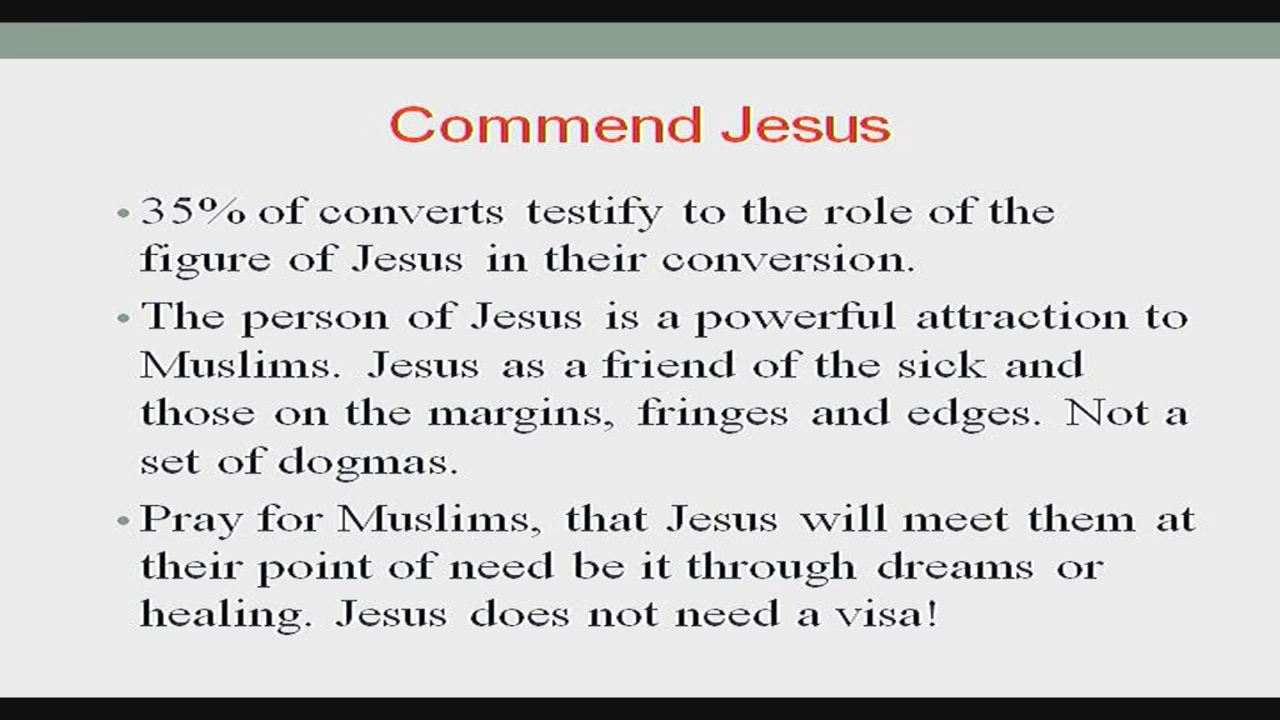 Commend Jesus
• 35% of converts testify to the role of the
figure of Jesus in their conversion.
• The person of Jesus is a powerful attraction to
Muslims. Jesus as a friend of the sick and
those on the margins, fringes and edges. Not a
set of dogmas.
• Pray for Muslims, that Jesus will meet them at
their point of need be it through dreams or
healing. Jesus does not need a visa!